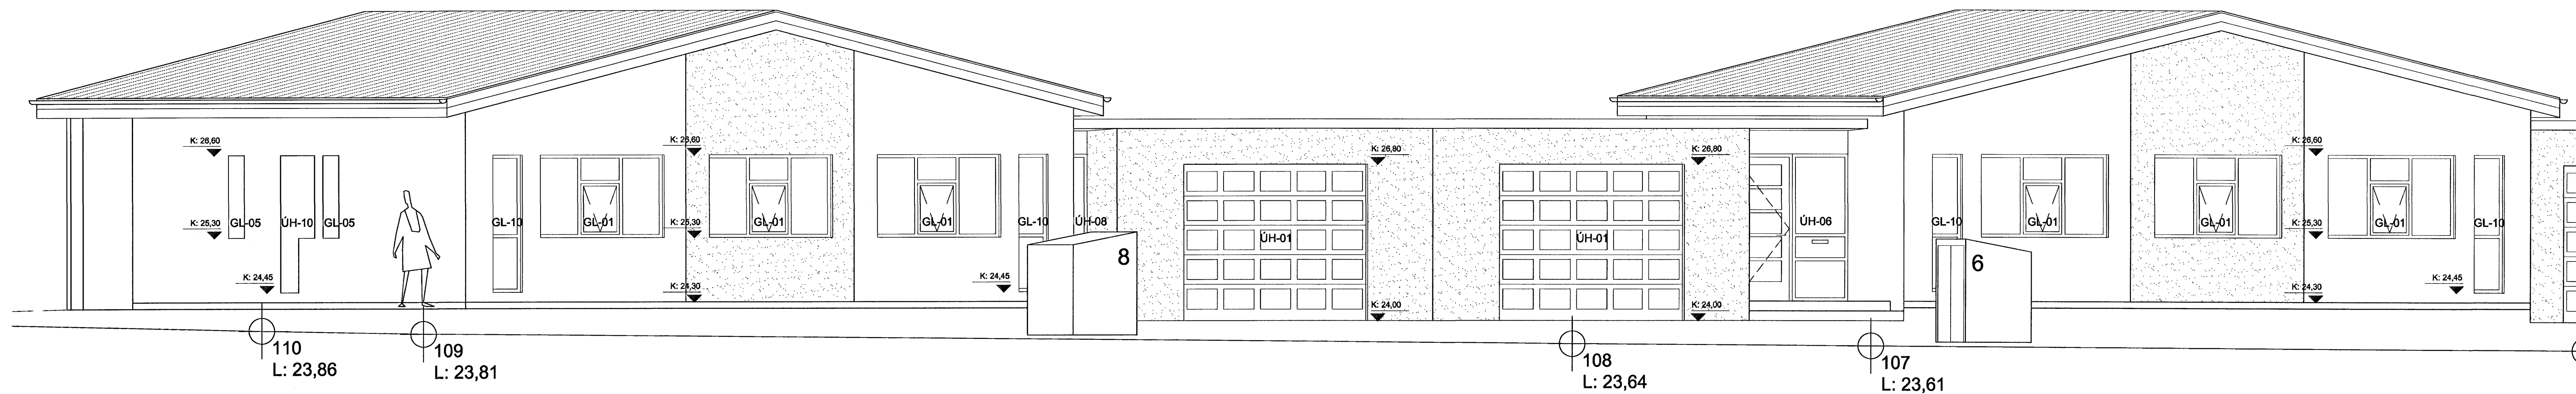 K: 26,60
K: 26,60
K: 26,80
K: 26,80
K: 26,60
K: 25,30
GL-05
ÚH-10
GL-05
GL-10
GL-01
K: 25,30
GL-01
GL-01
GL-10
ÚH-08
ÚH-01
ÚH-01
ÚH-06
GL-10
GL-01
GL-01
K: 25,30
GL-01
GL-10
K: 24,45
K: 24,30
K: 24,45
8
6
K: 24,00
K: 24,00
K: 24,30
K: 24,45
110
L: 23,86
109
L: 23,81
108
L: 23,64
107
L: 23,61